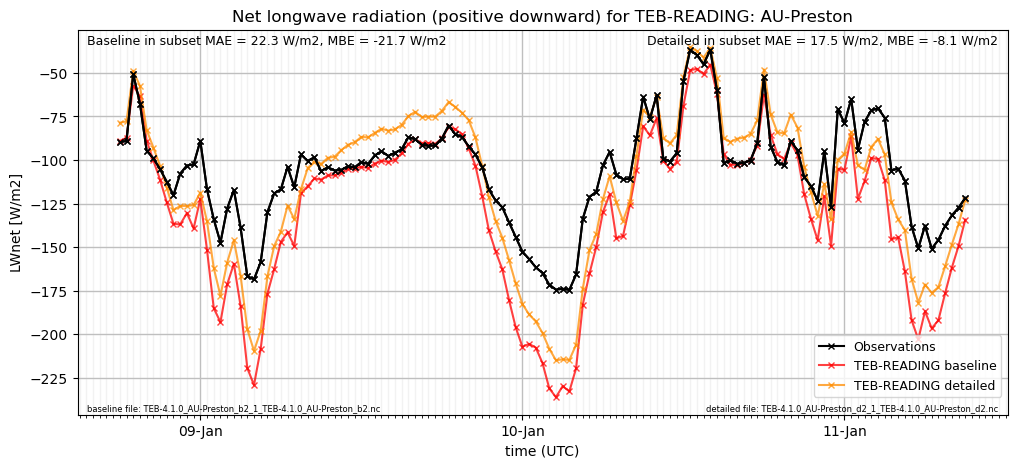 Net longwave radiation (positive downward) for TEB-READING: AU-Preston
Baseline in subset MAE = 22.3 W/m2, MBE = -21.7 W/m2
Detailed in subset MAE = 17.5 W/m2, MBE = -8.1 W/m2
LWnet [W/m2]
−50
−75
−100
−125
−150
−175
−200
−225
Observations
TEB-READING baseline
TEB-READING detailed
baseline file: TEB-4.1.0_AU-Preston_b2_1_TEB-4.1.0_AU-Preston_b2.nc
detailed file: TEB-4.1.0_AU-Preston_d2_1_TEB-4.1.0_AU-Preston_d2.nc
09-Jan
10-Jan
11-Jan
time (UTC)